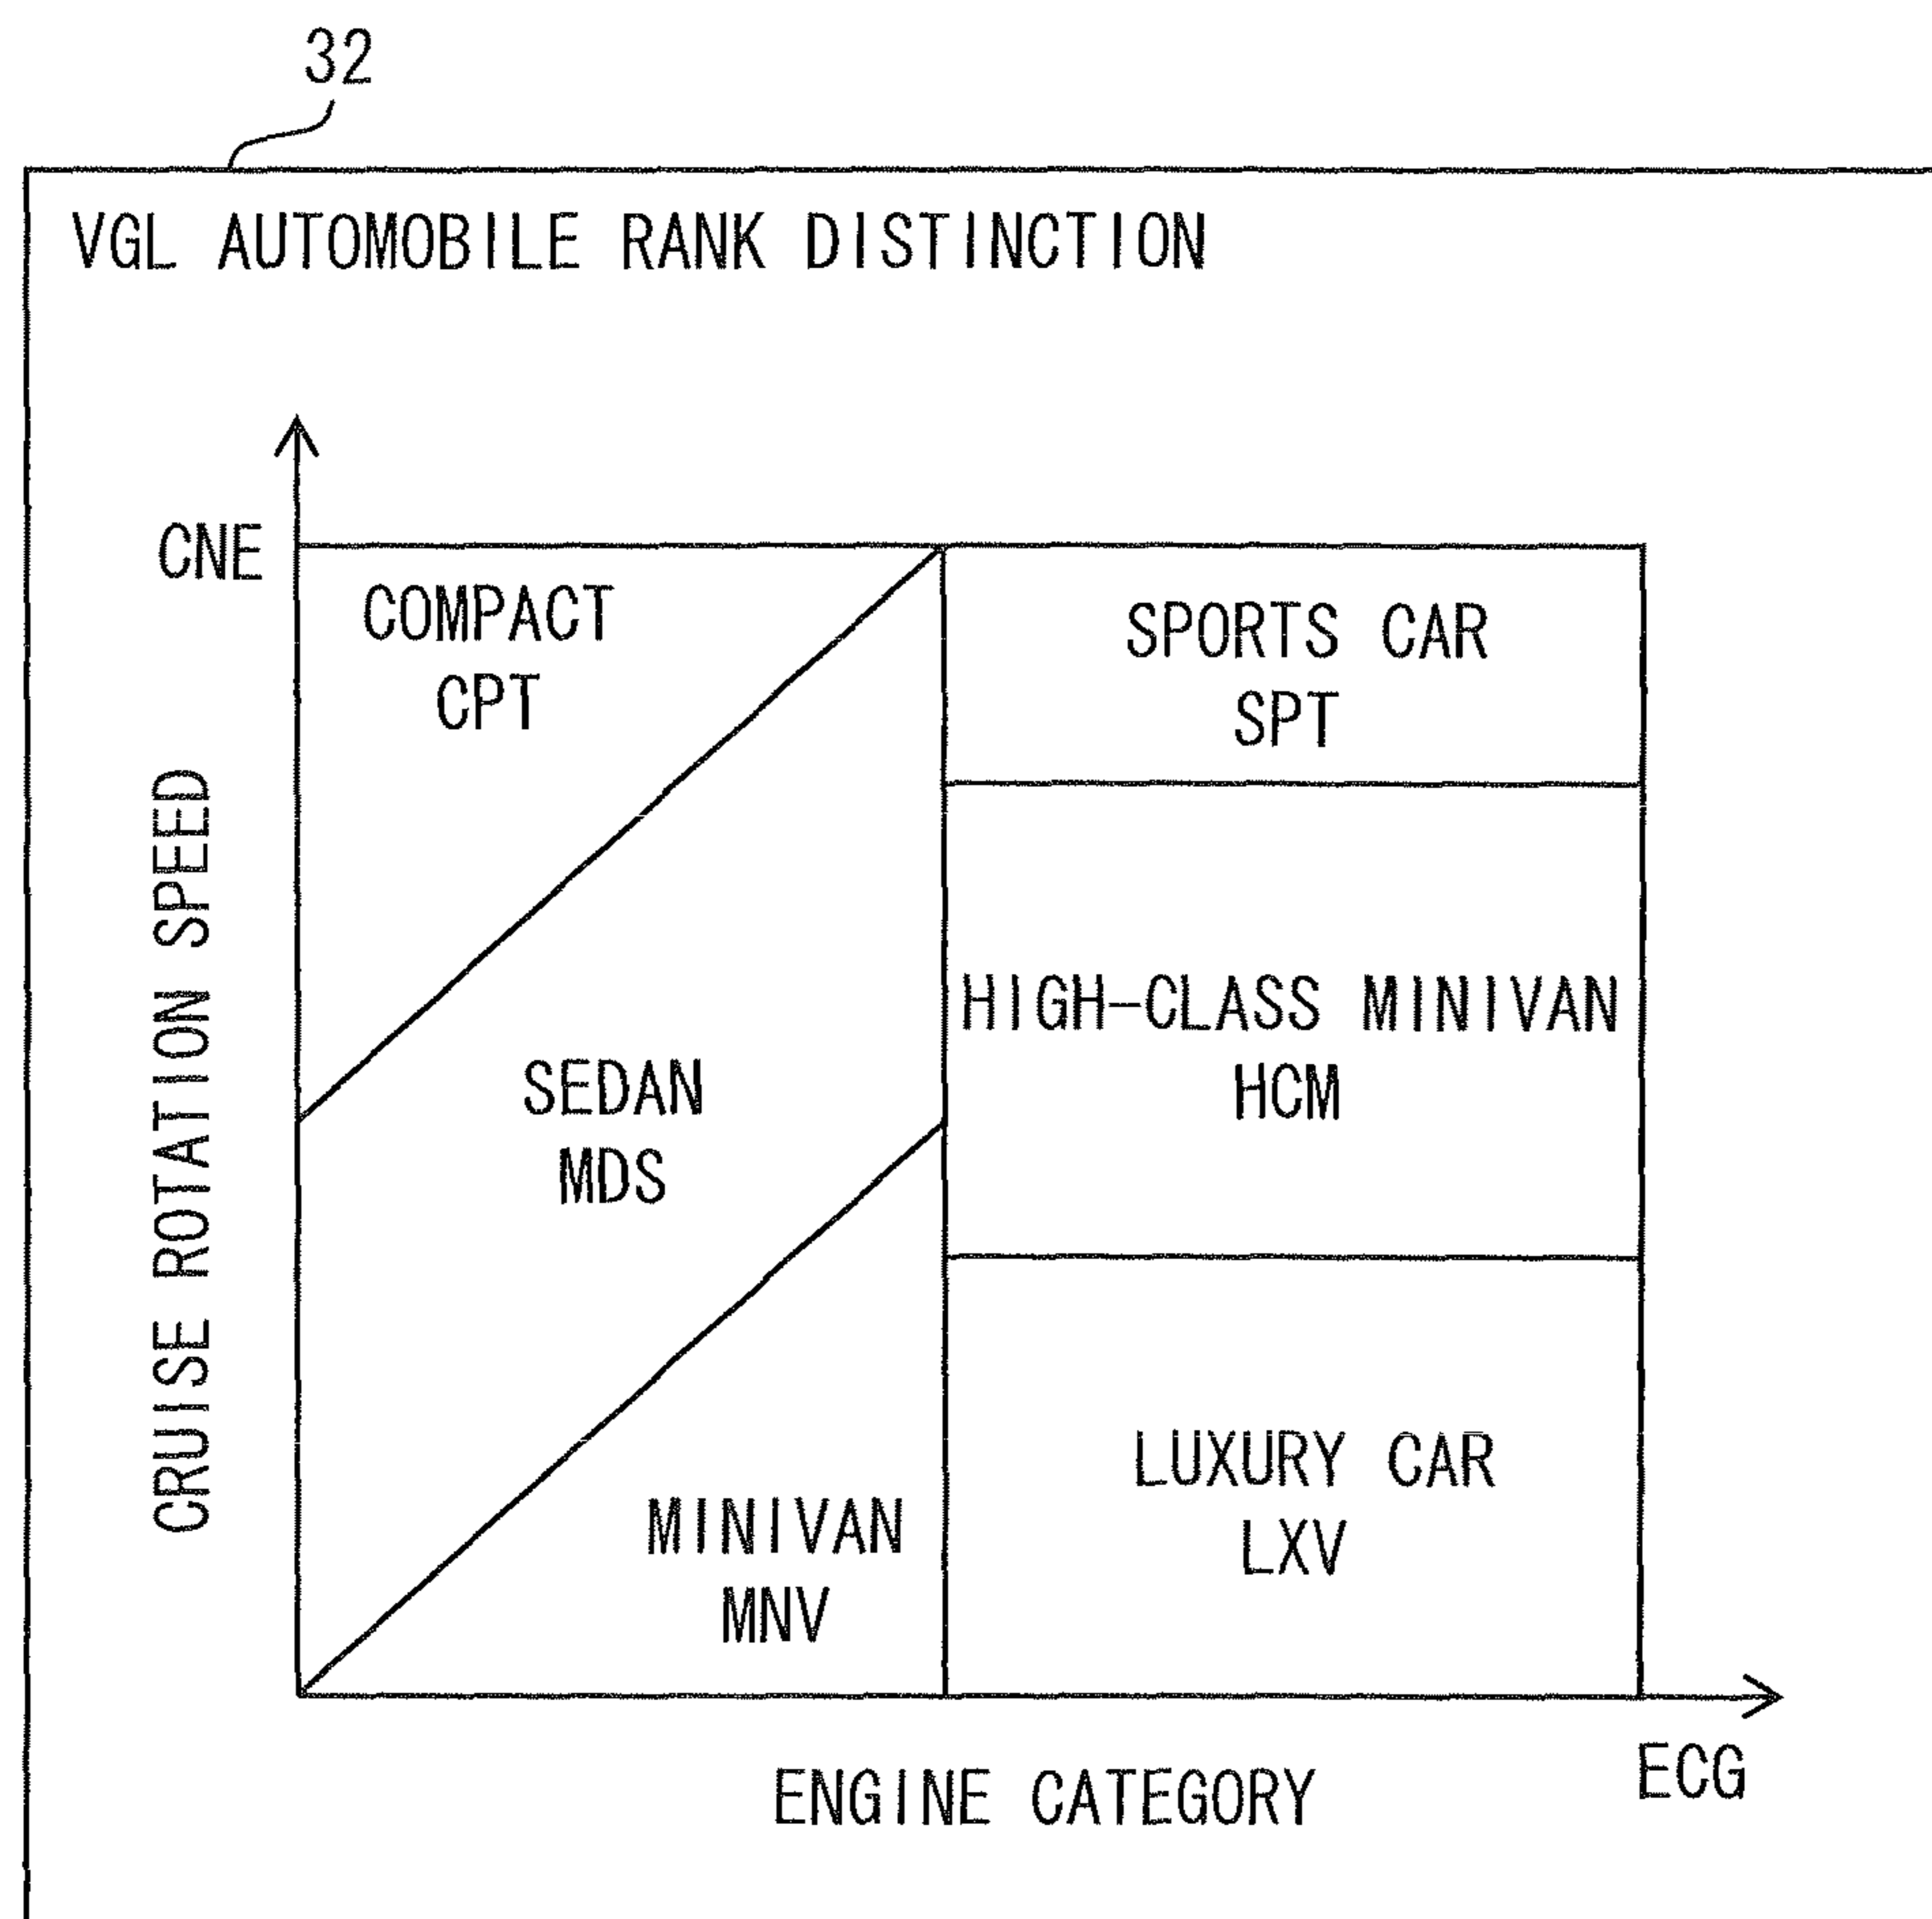 32
VGL AUTOMOBILE RANK DISTINCTION
CNE
COMPACT
CPT
SPORTS CAR
SPT
CRUISE ROTATION SPEED
HIGH-CLASS MINIVAN
HCM
SEDAN
MDS
LUXURY CAR
LXV
MINIVAN
MNV
ENGINE CATEGORY
ECG